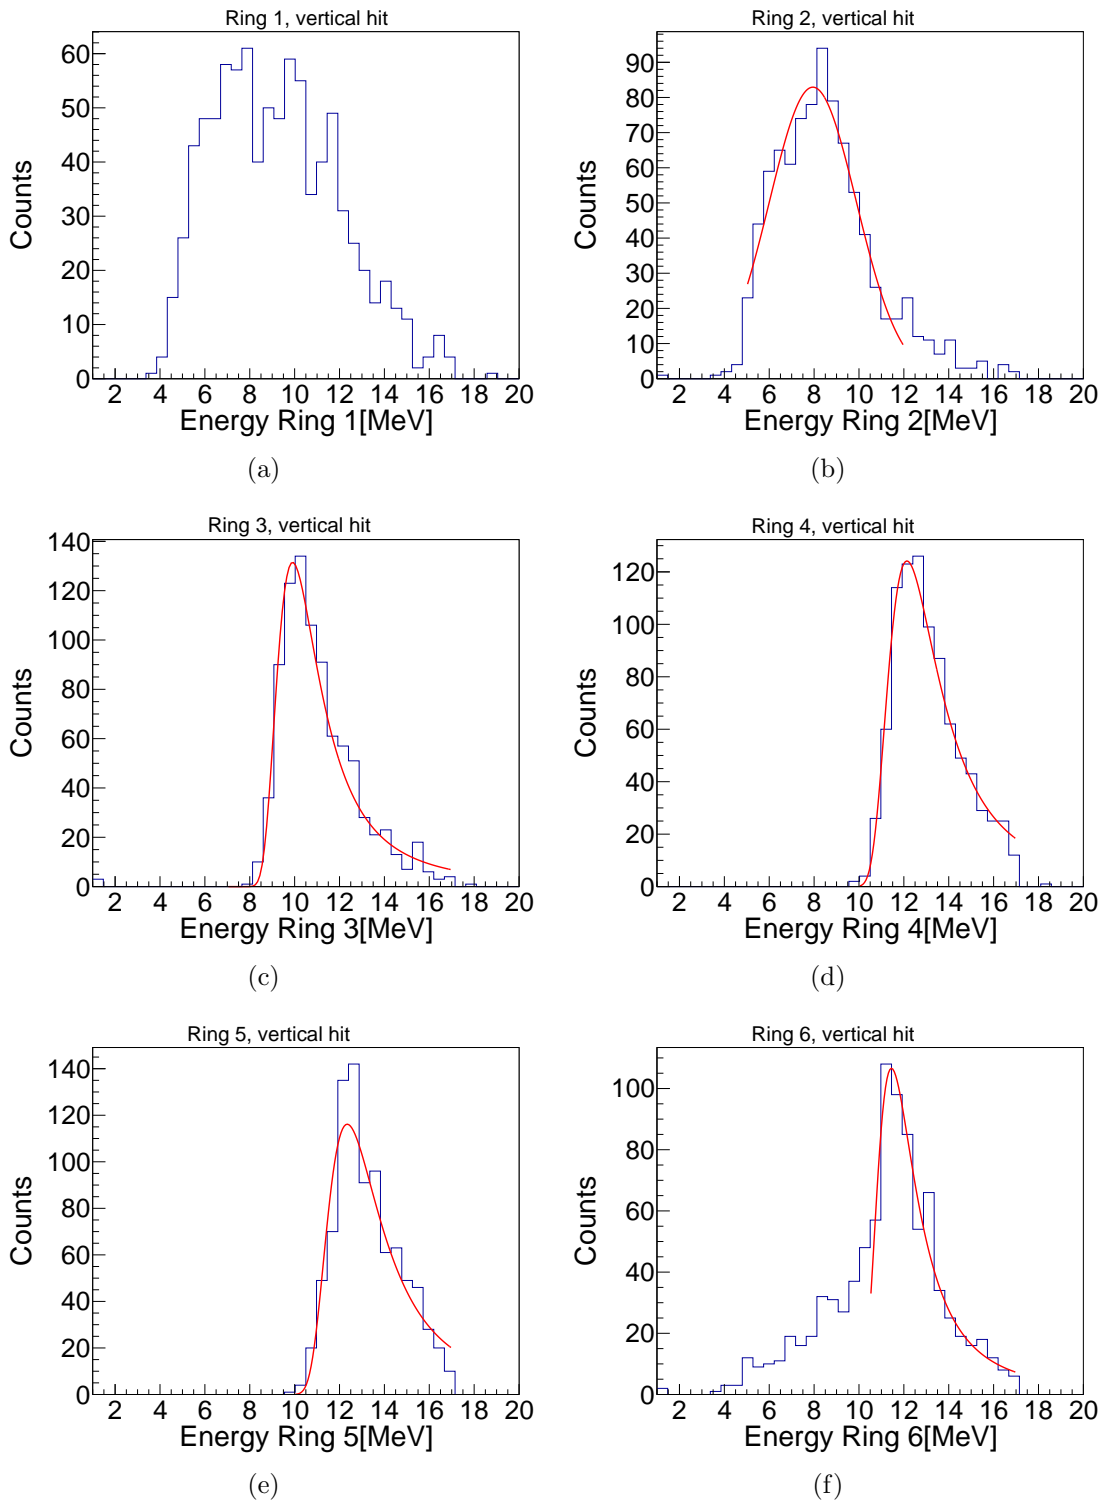 Ring 1, vertical hit
Counts
60
50
40
30
20
10
0
2 4 6 8 10 12 14 16 18 20
Energy Ring 1[MeV]
(a)
Ring 2, vertical hit
Counts
90
80
70
60
50
40
30
20
10
0
2 4 6 8 10 12 14 16 18 20
Energy Ring 2[MeV]
(b)
Ring 3, vertical hit
Counts
140
120
100
80
60
40
20
0
2 4 6 8 10 12 14 16 18 20
Energy Ring 3[MeV]
(c)
Ring 4, vertical hit
Counts
120
100
80
60
40
20
0
2 4 6 8 10 12 14 16 18 20
Energy Ring 4[MeV]
(d)
Ring 5, vertical hit
Counts
140
120
100
80
60
40
20
0
2 4 6 8 10 12 14 16 18 20
Energy Ring 5[MeV]
(e)
Ring 6, vertical hit
Counts
100
80
60
40
20
0
2 4 6 8 10 12 14 16 18 20
Energy Ring 6[MeV]
(f)